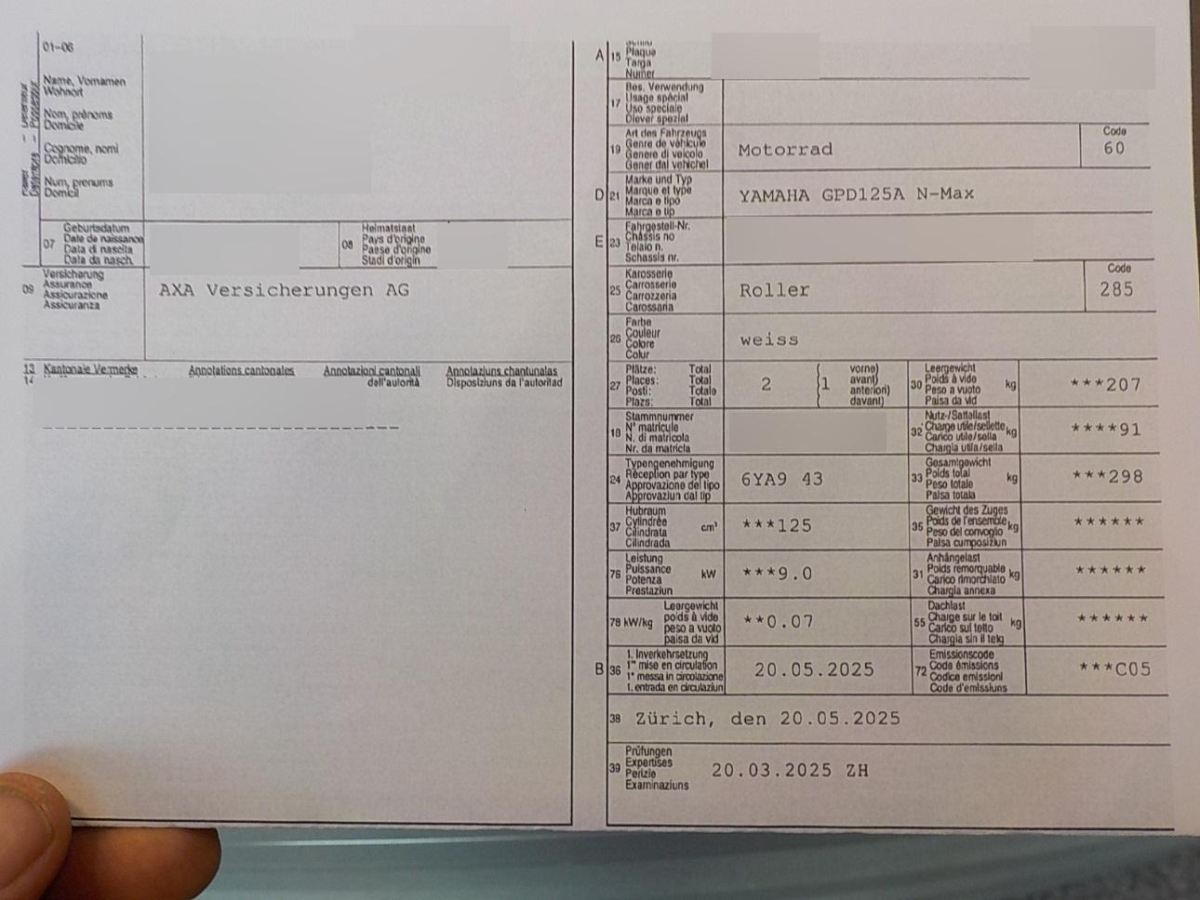 01-06
Name, Vornamen
Wohnort
Nom, prénoms
Domicile
Cognome, nomi
Domicilio
Num, prenums
Domicil
07 Geburtsdatum
Date de naissance
Data di nascita
Data da nasch.
08 Heimatstaat
Pays d'origine
Paese d'origine
Stadi d'origin
09 Versicherung
Assurance
Assicurazione
Assicuranza
AXA Versicherungen AG
13
14
Kantonale Vermerke Annotations cantonales Annotazioni cantonali dell'autorità Annotaziuns chantunalas Disposiziuns da l'autoritad
A 15 Schild
Plaque
Targa
Numer
17 Bes. Verwendung
Usage spécial
Uso speciale
Diever spezial
19 Art des Fahrzeugs
Genre de véhicule
Genere di veicolo
Gener dal vehichel
Motorrad
Code
60
D 21 Marke und Typ
Marque et type
Marca e tipo
Marca e tip
YAMAHA GPD125A N-Max
E 23 Fahrgestell-Nr.
Châssis no
Telaio n.
Schassis nr.
25 Karosserie
Carrosserie
Carrozzeria
Carossaria
Roller
Code
285
26 Farbe
Couleur
Colore
Colur
weiss
27 Plätze: Total
Places: Total
Posti: Totale
Plazs: Total
2
1
vorne)
avant)
anteriori)
davant)
30 Leergewicht
Poids à vide
Peso a vuoto
Paisa da vid
kg
***207
18 Stammnummer
N° matricule
N. di matricola
Nr. da matricla
32 Nutz-/Sattellast
Charge utile/sellette
Carico utile/sella
Chargia utila/sella
kg
****91
24 Typengenehmigung
Réception par type
Approvazione del tipo
Approvaziun dal tip
6YA9 43
33 Gesamtgewicht
Poids total
Peso totale
Paisa totala
kg
***298
37 Hubraum
Cylindrée
Cilindrata
Cilindrada
cm³
***125
35 Gewicht des Zuges
Poids de l'ensemble
Peso del convoglio
Paisa cumposiziun
kg
******
76 Leistung
Puissance
Potenza
Prestaziun
kW
***9.0
31 Anhängelast
Poids remorquable
Carico rimorchiato
Chargia annexa
kg
******
78 kW/kg
Leergewicht
poids à vide
peso a vuoto
paisa da vid
**0.07
55 Dachlast
Charge sur le toit
Carico sul tetto
Chargia sin il tetg
kg
******
B 36 1. Inverkehrsetzung
1re mise en circulation
1a messa in circolazione
1. entrada en circulaziun
20.05.2025
72 Emissionscode
Code émissions
Codice emissioni
Code d'emissiuns
***C05
38 Zürich, den 20.05.2025
39 Prüfungen
Expertises
Perizie
Examinaziuns
20.03.2025 ZH